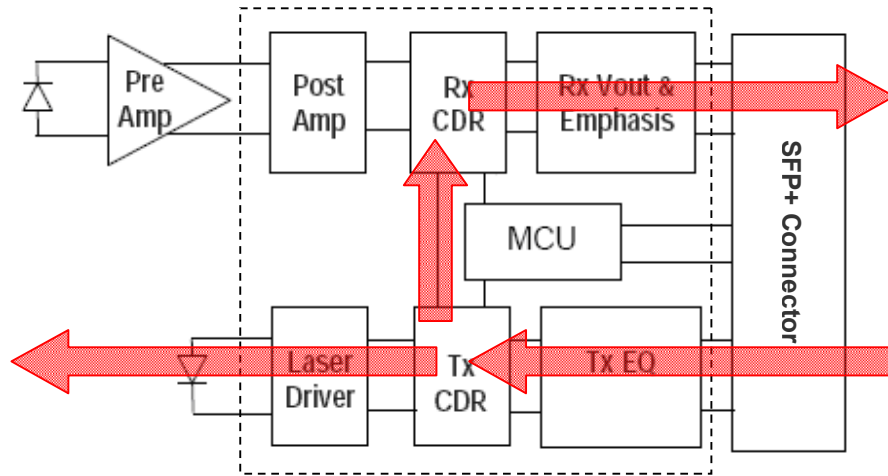 Pre
Amp
Post
Amp
Rx
CDR
Rx Vout &
Emphasis
SFP+ Connector
MCU
Laser
Driver
Tx
CDR
Tx EQ